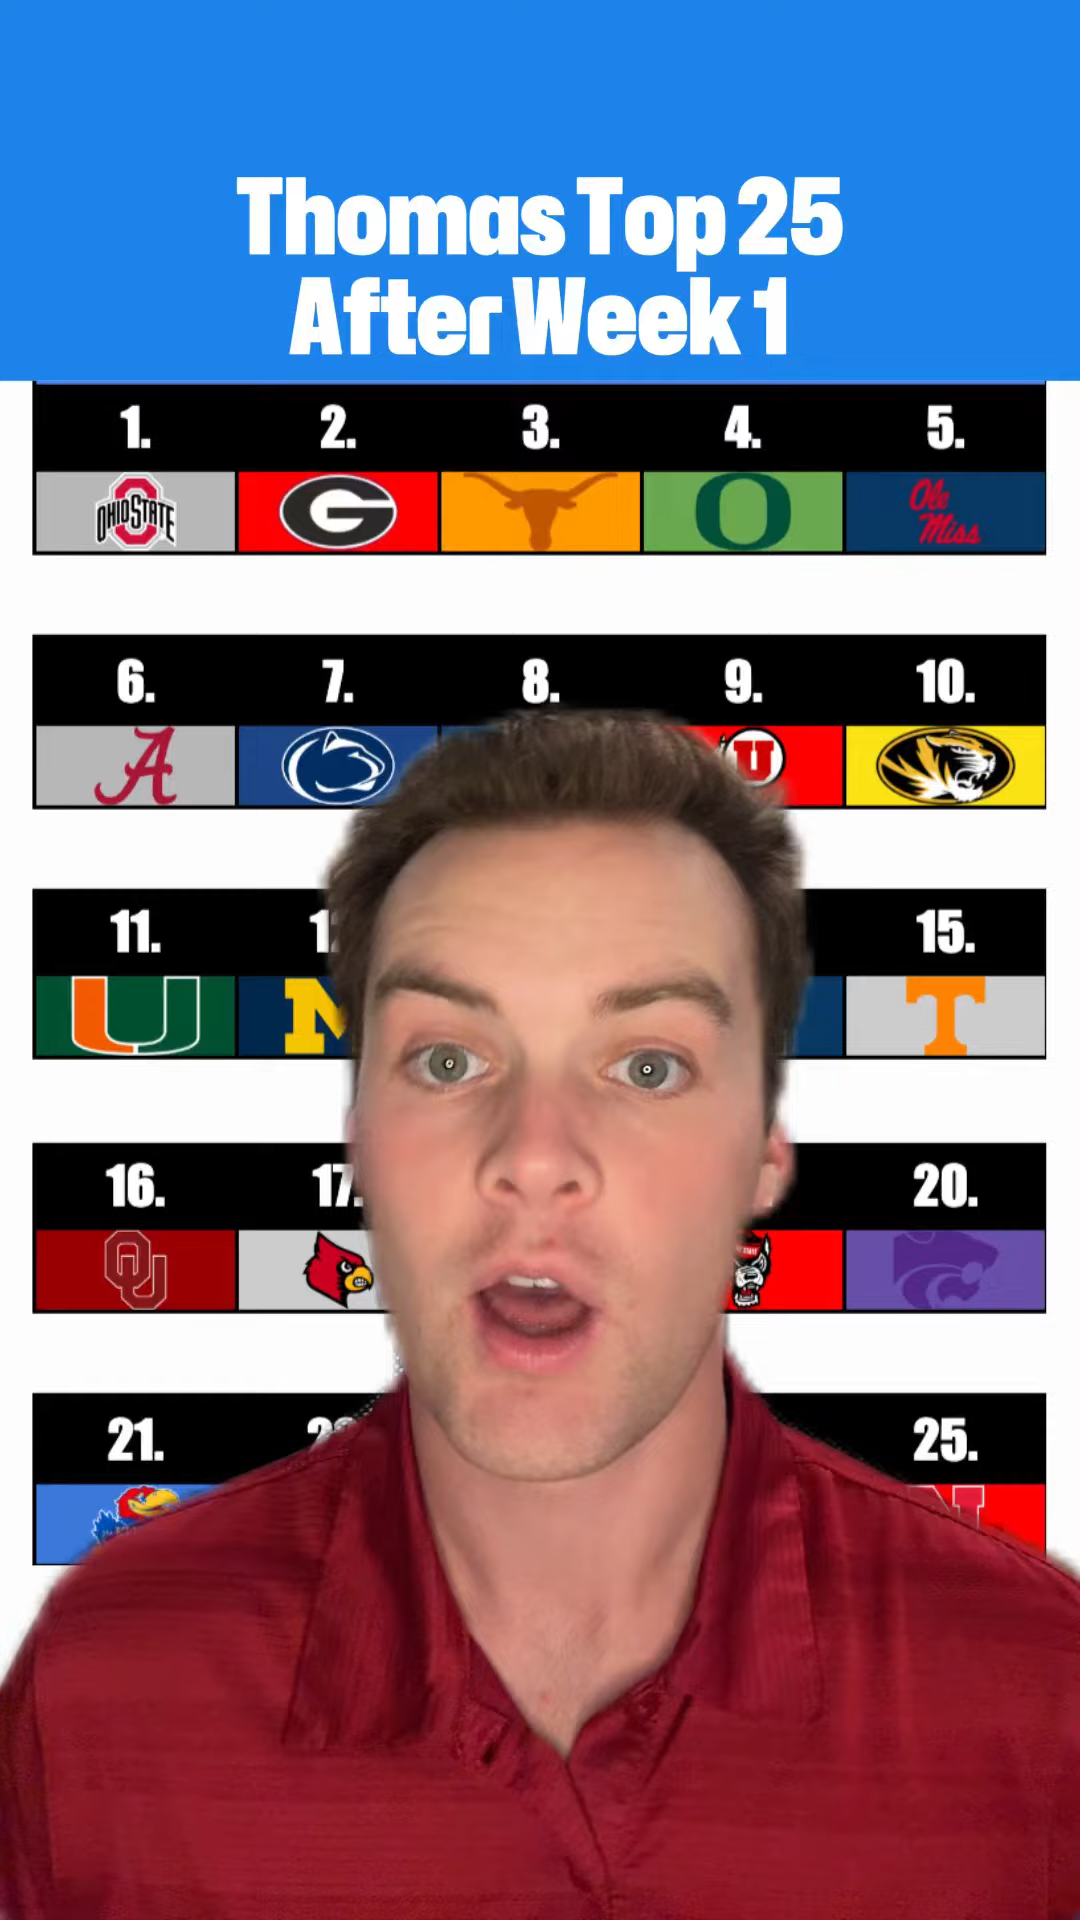 Thomas Top 25
After Week 1
1. 2. 3. 4. 5.
OHIO STATE G O Ole
Miss
6. 7. 8. 9. 10.
A U
11. 15.
U M T
16. 17. 20.
OU
21. 25.
N